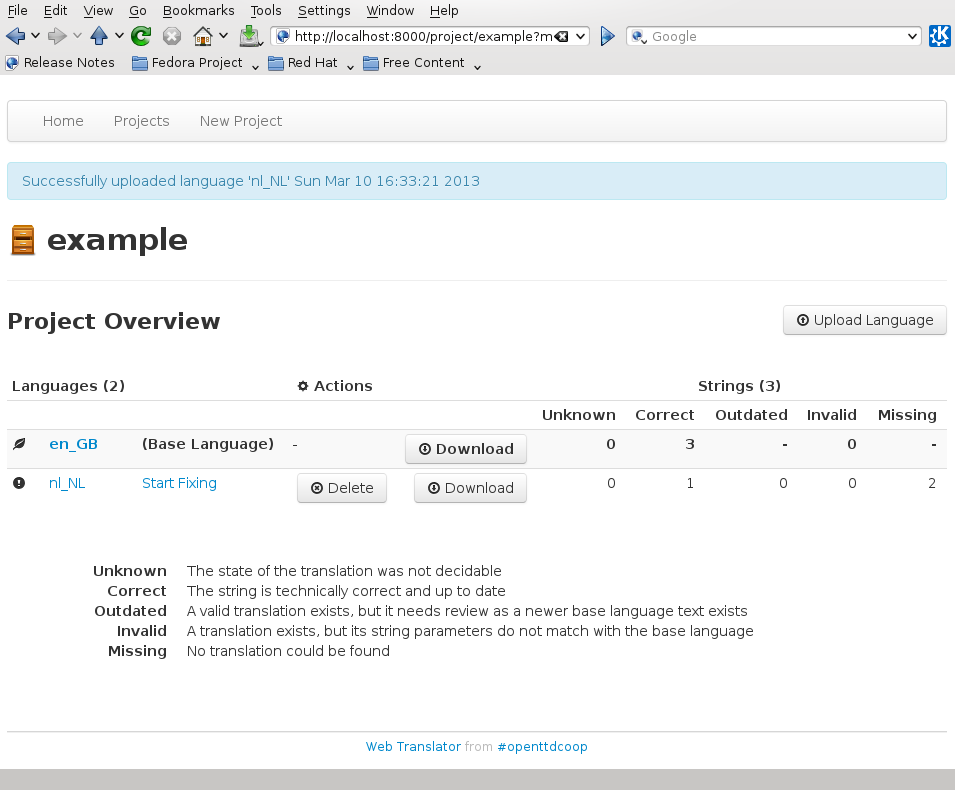 File Edit View Go Bookmarks Tools Settings Window Help
http://localhost:8000/project/example?m Google
Release Notes Fedora Project Red Hat Free Content
Home Projects New Project
Successfully uploaded language 'nl_NL' Sun Mar 10 16:33:21 2013
example
Project Overview Upload Language
Languages (2) Actions Strings (3)
Unknown Correct Outdated Invalid Missing
en_GB (Base Language) - Download 0 3 - 0 -
nl_NL Start Fixing Delete Download 0 1 0 0 2
Unknown The state of the translation was not decidable
Correct The string is technically correct and up to date
Outdated A valid translation exists, but it needs review as a newer base language text exists
Invalid A translation exists, but its string parameters do not match with the base language
Missing No translation could be found
Web Translator from #openttdcoop